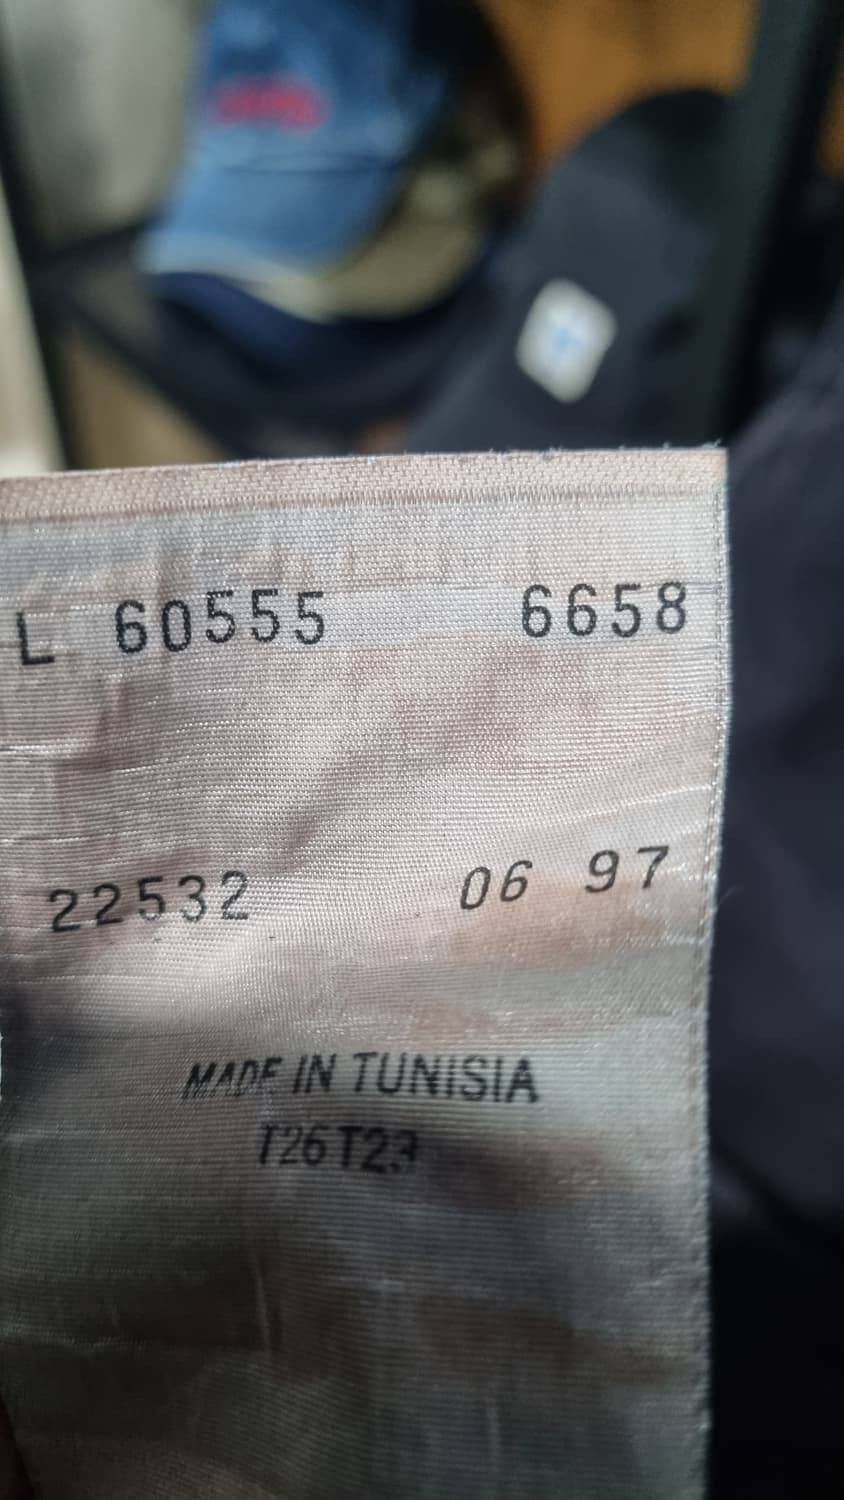 L 60555 6658
22532 06 97
MADE IN TUNISIA
T26T23